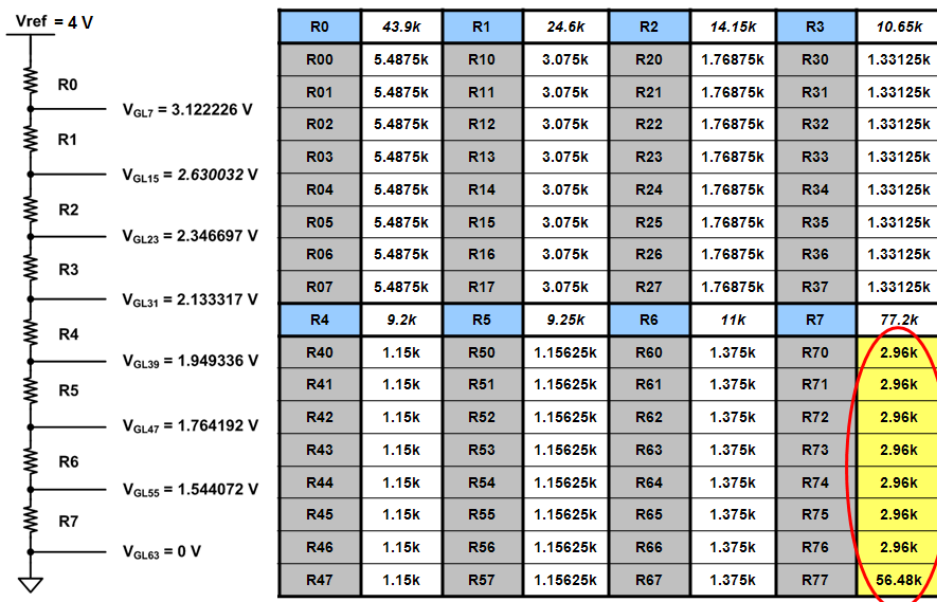 Vref = 4 V
R0
VGL7 = 3.122226 V
R1
VGL15 = 2.630032 V
R2
VGL23 = 2.346697 V
R3
VGL31 = 2.133317 V
R4
VGL39 = 1.949336 V
R5
VGL47 = 1.764192 V
R6
VGL55 = 1.544072 V
R7
VGL63 = 0 V
R0 43.9k R1 24.6k R2 14.15k R3 10.65k
R00 5.4875k R10 3.075k R20 1.76875k R30 1.33125k
R01 5.4875k R11 3.075k R21 1.76875k R31 1.33125k
R02 5.4875k R12 3.075k R22 1.76875k R32 1.33125k
R03 5.4875k R13 3.075k R23 1.76875k R33 1.33125k
R04 5.4875k R14 3.075k R24 1.76875k R34 1.33125k
R05 5.4875k R15 3.075k R25 1.76875k R35 1.33125k
R06 5.4875k R16 3.075k R26 1.76875k R36 1.33125k
R07 5.4875k R17 3.075k R27 1.76875k R37 1.33125k
R4 9.2k R5 9.25k R6 11k R7 77.2k
R40 1.15k R50 1.15625k R60 1.375k R70 2.96k
R41 1.15k R51 1.15625k R61 1.375k R71 2.96k
R42 1.15k R52 1.15625k R62 1.375k R72 2.96k
R43 1.15k R53 1.15625k R63 1.375k R73 2.96k
R44 1.15k R54 1.15625k R64 1.375k R74 2.96k
R45 1.15k R55 1.15625k R65 1.375k R75 2.96k
R46 1.15k R56 1.15625k R66 1.375k R76 2.96k
R47 1.15k R57 1.15625k R67 1.375k R77 56.48k